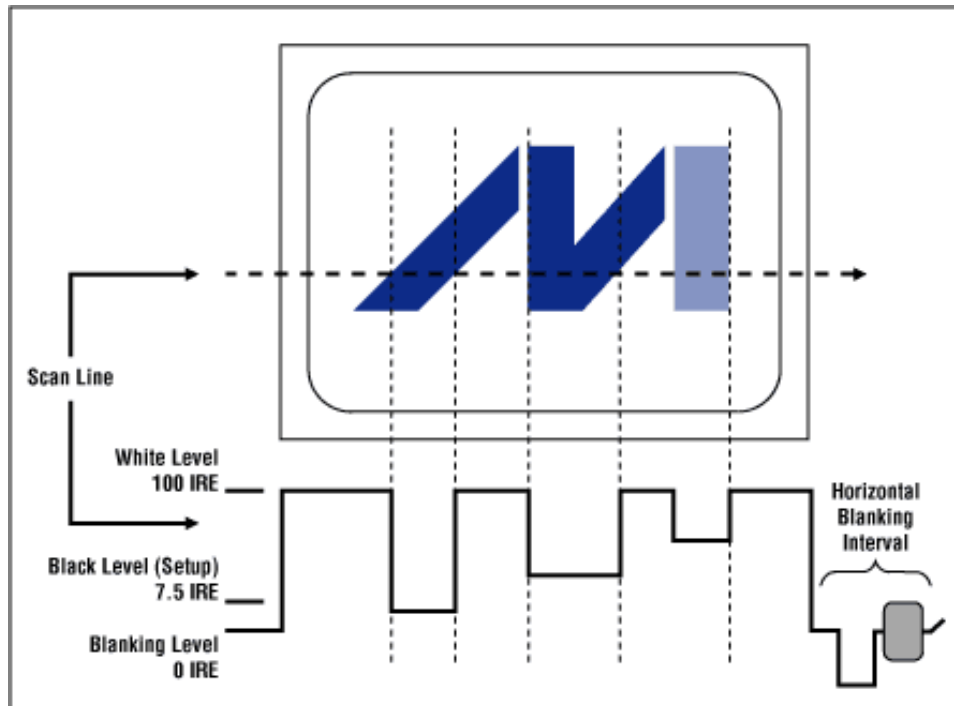 Scan Line
White Level
100 IRE
Black Level (Setup)
7.5 IRE
Blanking Level
0 IRE
Horizontal
Blanking
Interval